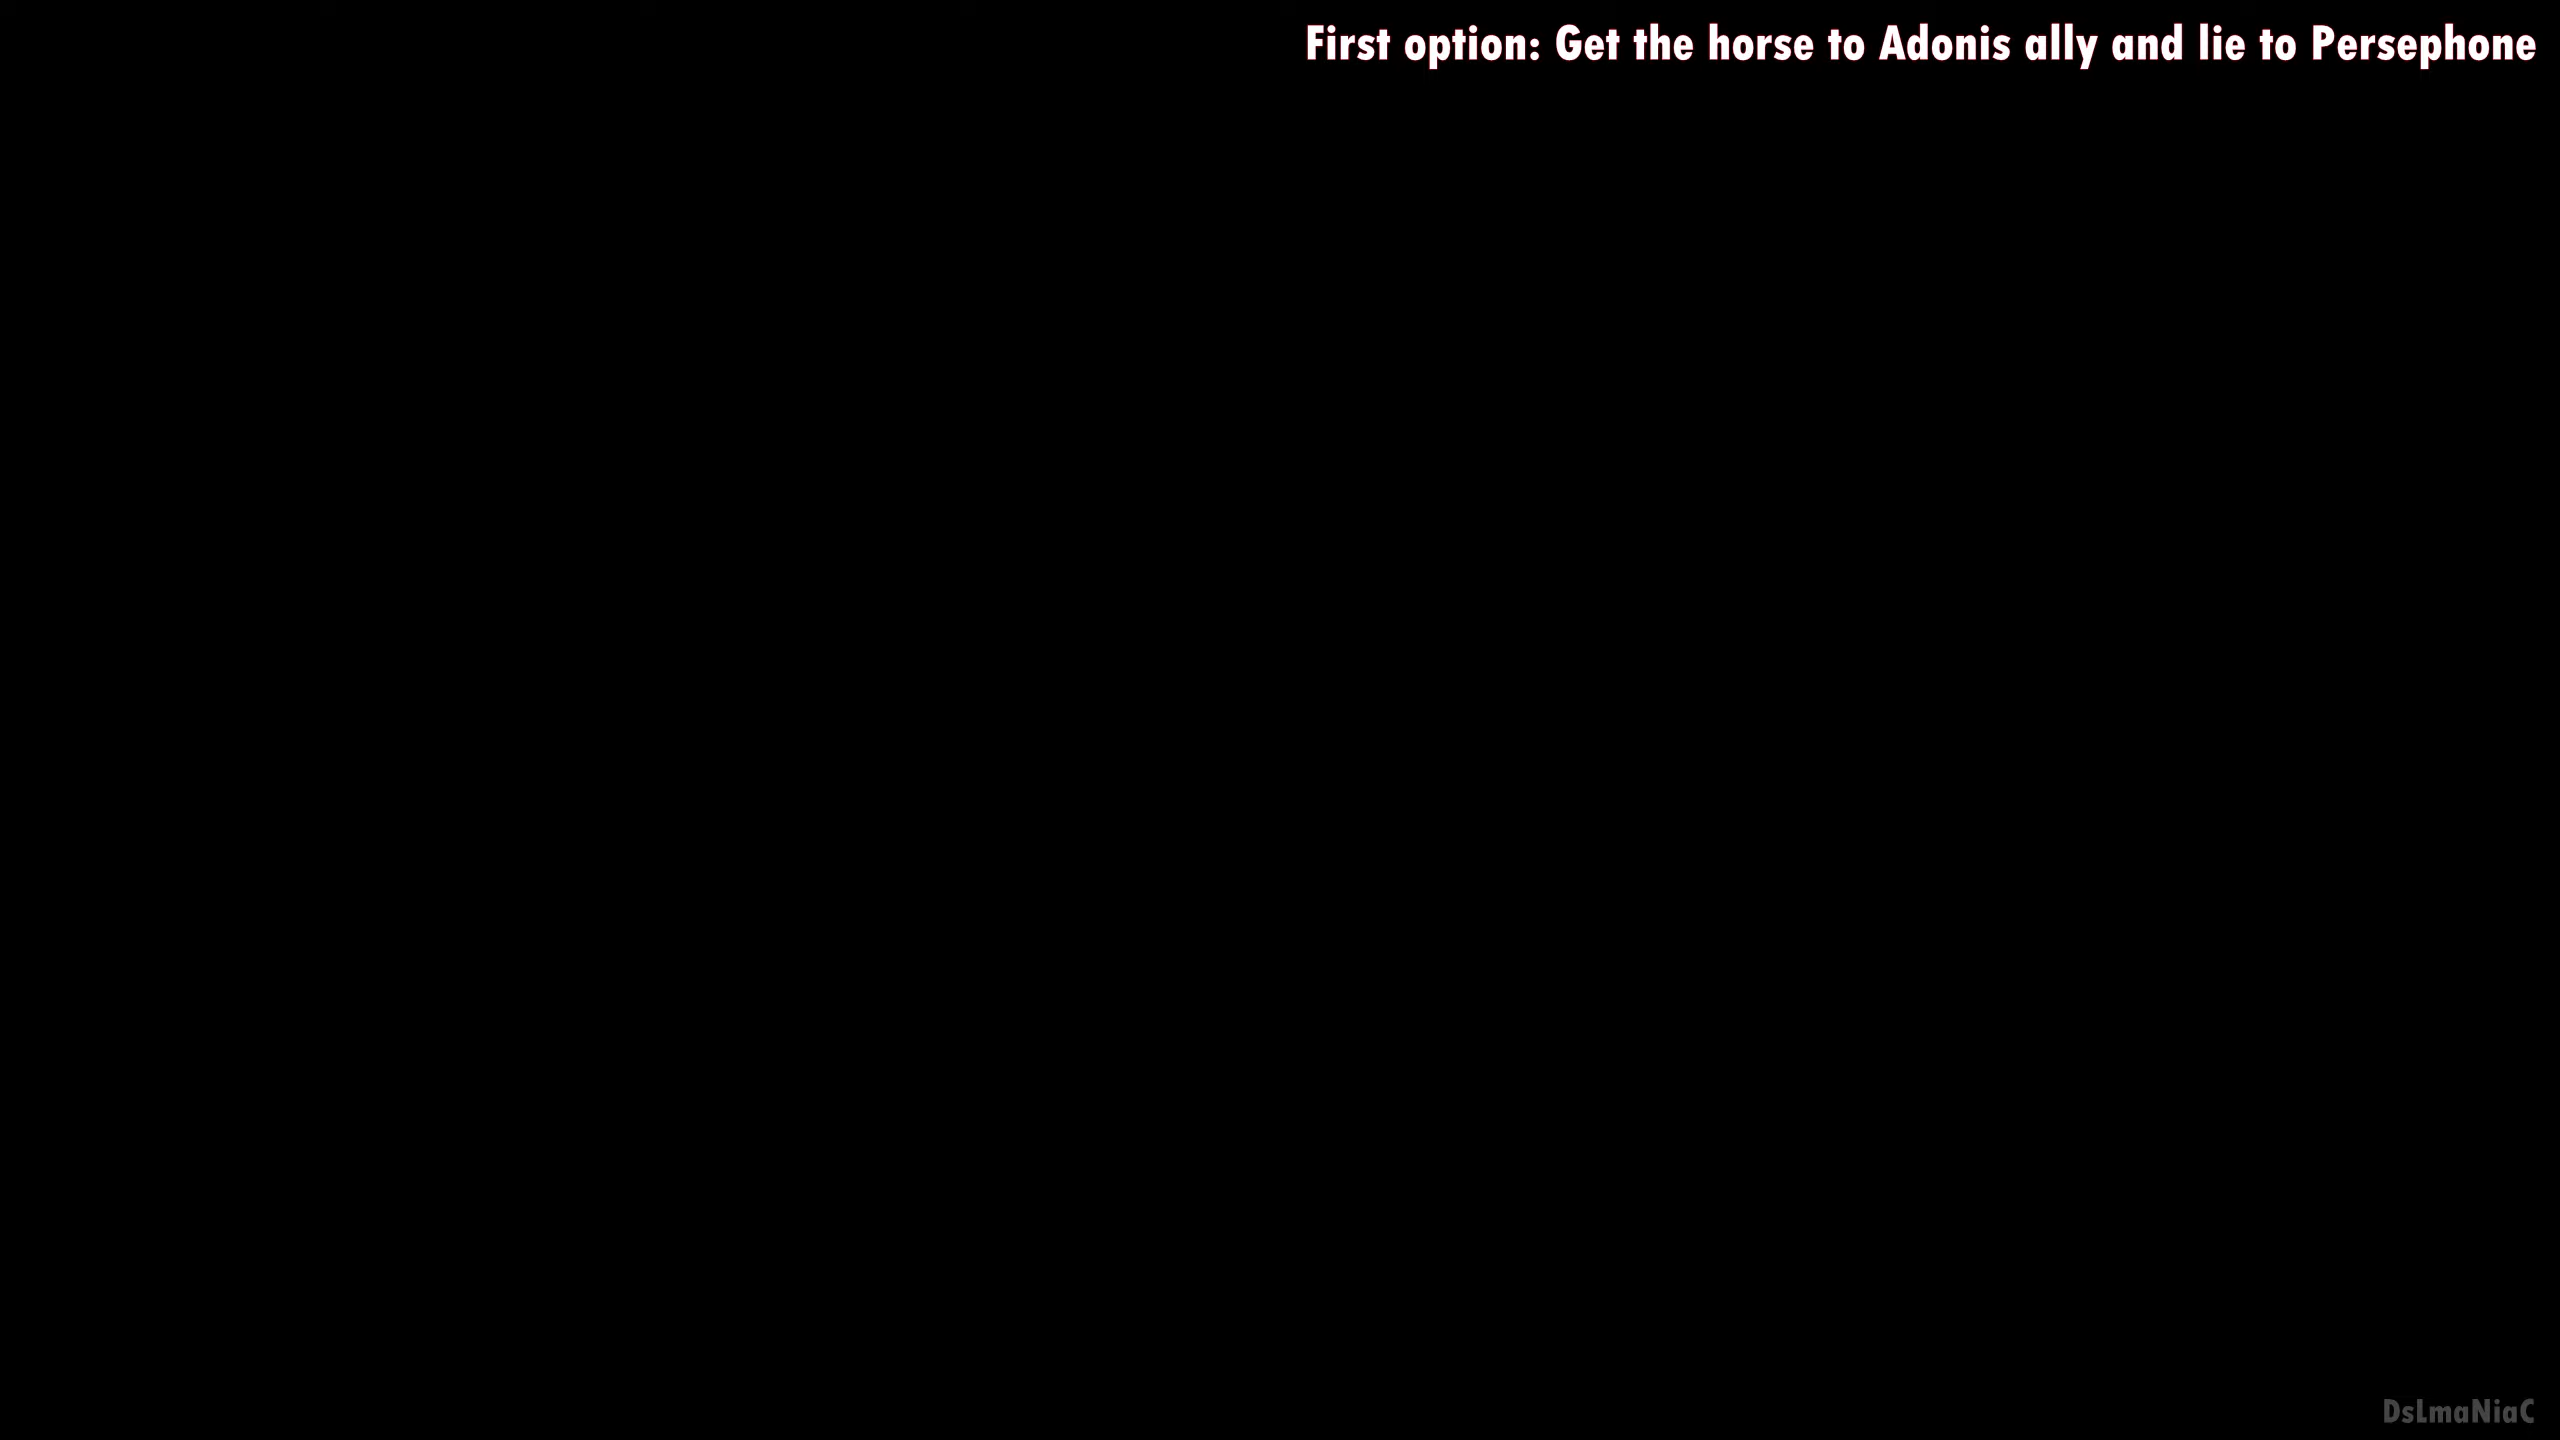 First option: Get the horse to Adonis ally and lie to Persephone
DsLmaNiaC